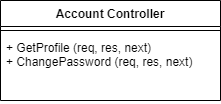 Account Controller
+ GetProfile (req, res, next)
+ ChangePassword (req, res, next)